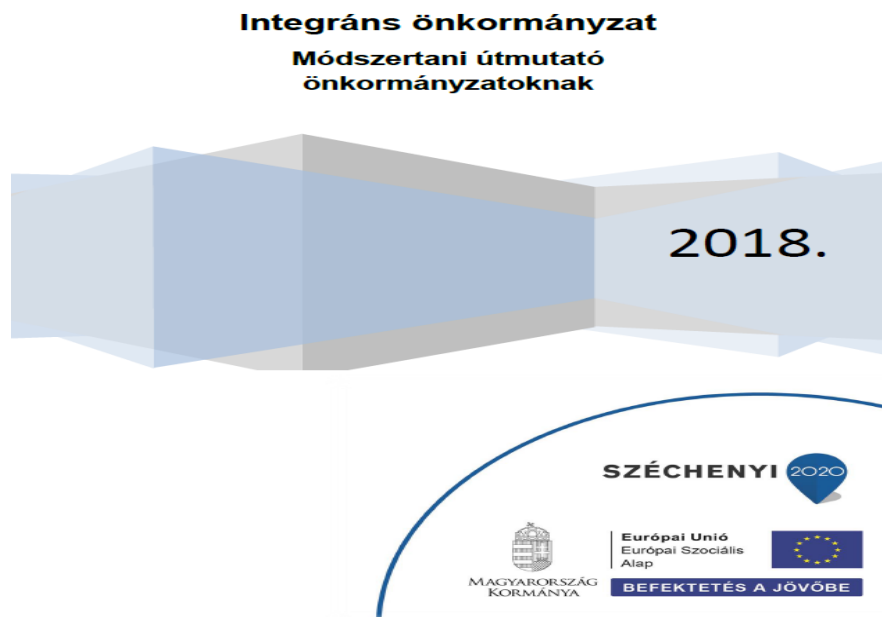 Integráns önkormányzat
Módszertani útmutató
önkormányzatoknak
2018.
SZÉCHENYI 2020
Európai Unió
Európai Szociális
Alap
MAGYARORSZÁG
KORMÁNYA
BEFEKTETÉS A JÖVŐBE